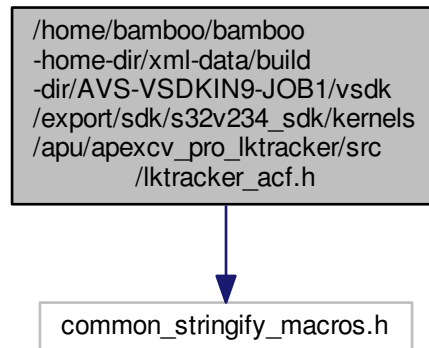 /home/bamboo/bamboo
-home-dir/xml-data/build
-dir/AVS-VSDKIN9-JOB1/vsdk
/export/sdk/s32v234_sdk/kernels
/apu/apexcv_pro_lktracker/src
/lktracker_acf.h
common_stringify_macros.h